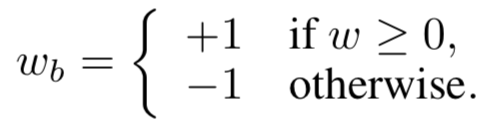 w_b = { +1 if w ≥ 0,
−1 otherwise.